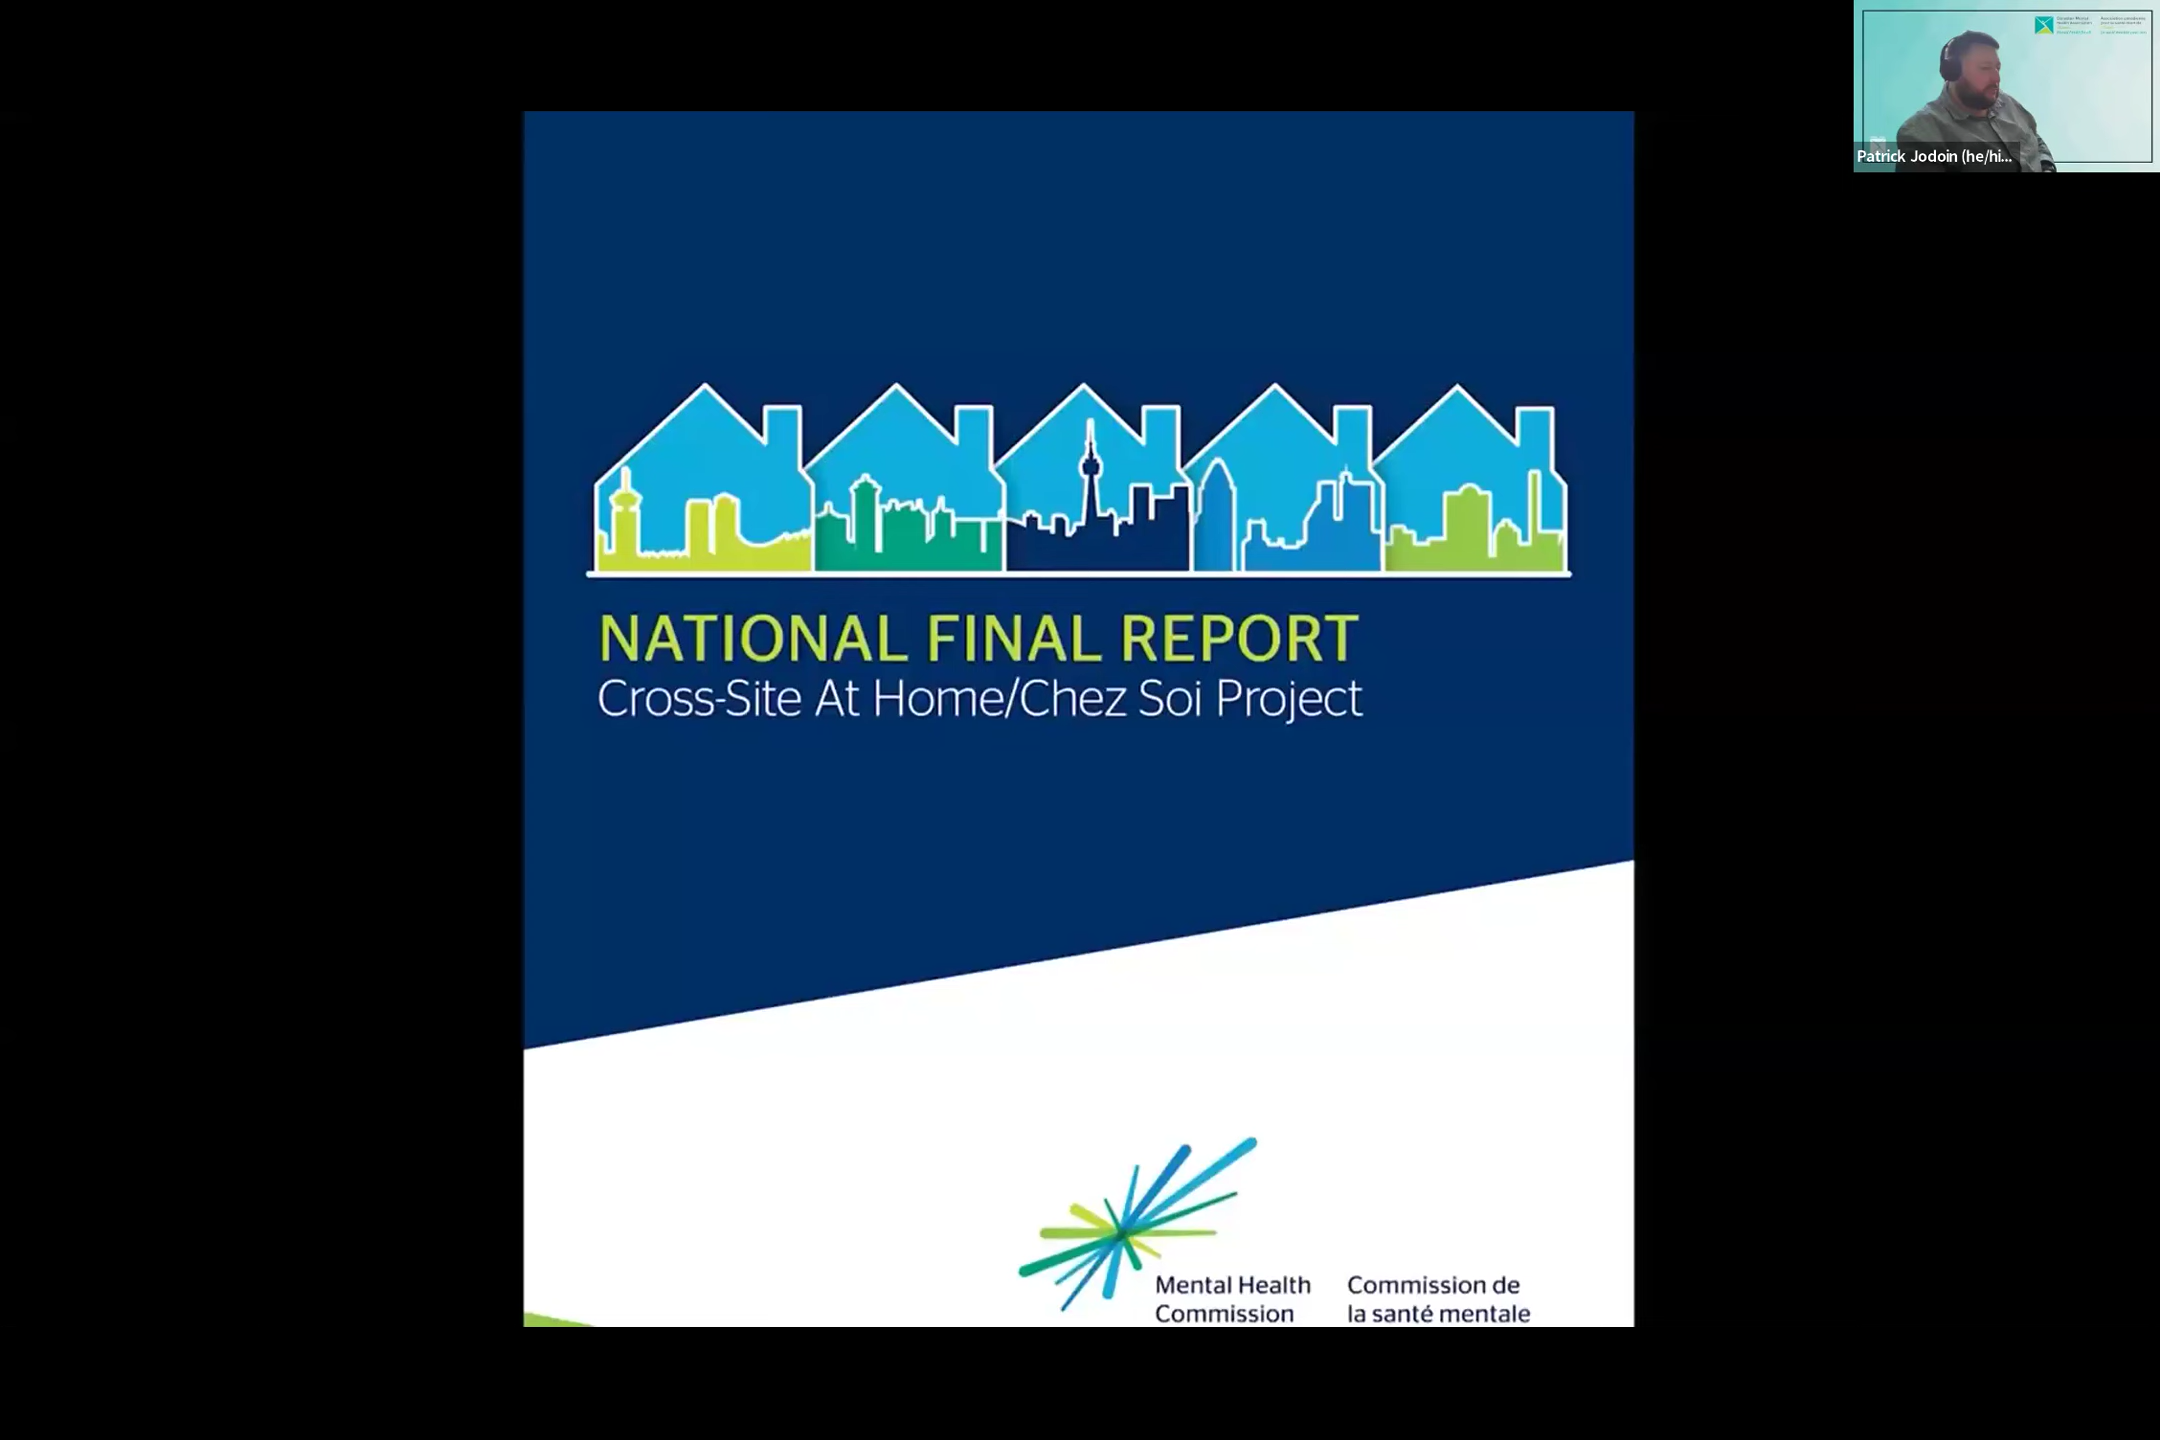 NATIONAL FINAL REPORT
Cross-Site At Home/Chez Soi Project
Mental Health
Commission
Commission de
la santé mentale
Patrick Jodoin (he/hi...